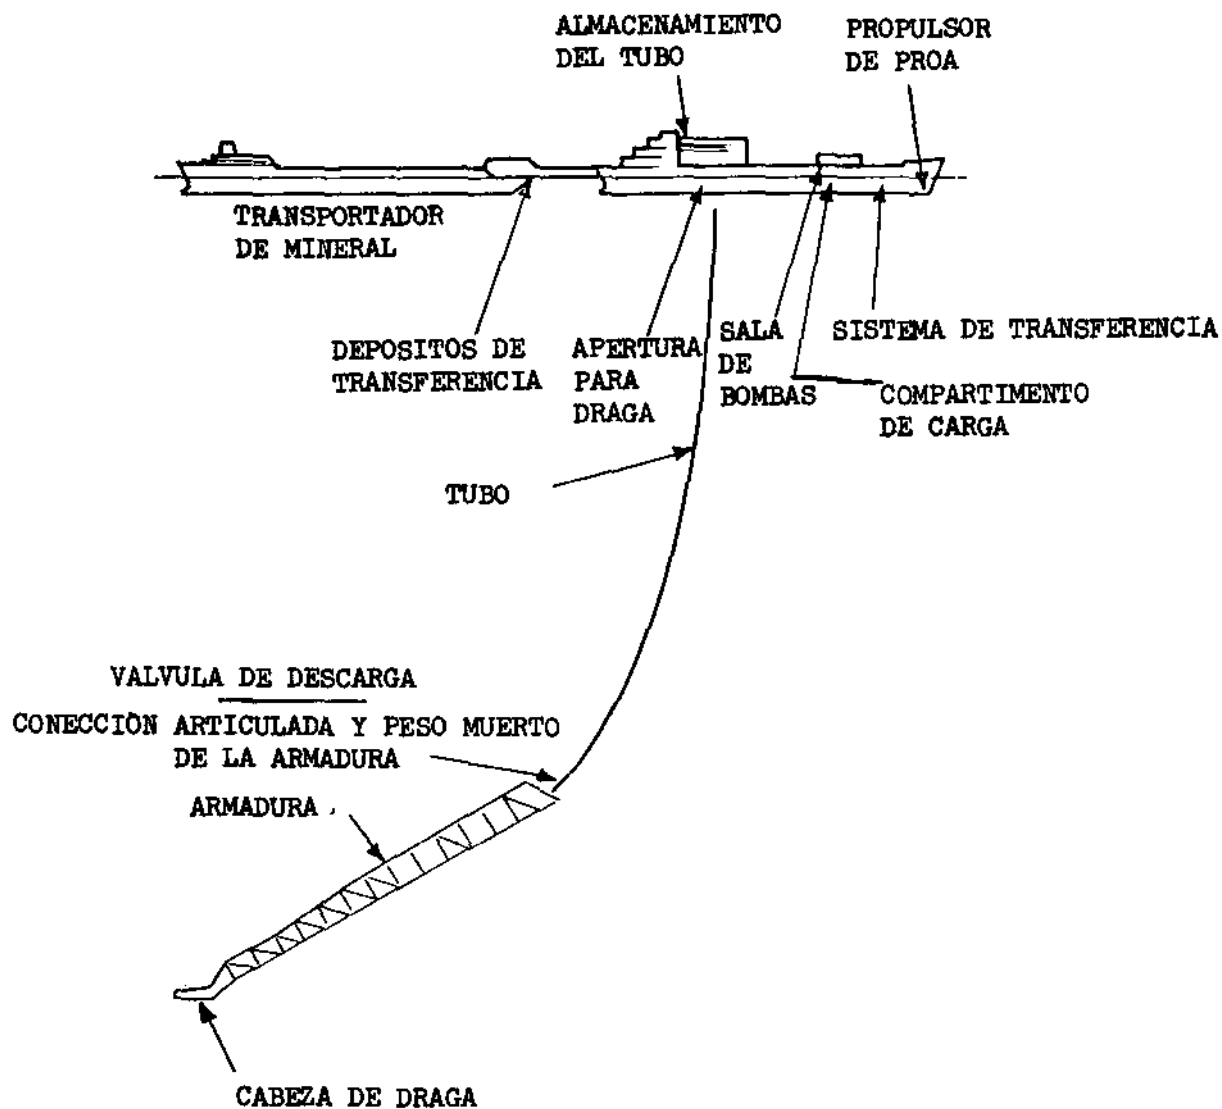 ALMACENAMIENTO
DEL TUBO
PROPULSOR
DE PROA
TRANSPORTADOR
DE MINERAL
DEPOSITOS DE
TRANSFERENCIA
APERTURA
PARA
DRAGA
SALA
DE
BOMBAS
SISTEMA DE TRANSFERENCIA
COMPARTIMENTO
DE CARGA
TUBO
VALVULA DE DESCARGA
CONECCIÓN ARTICULADA Y PESO MUERTO
DE LA ARMADURA
ARMADURA
CABEZA DE DRAGA